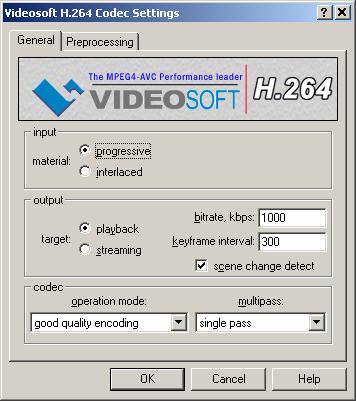 Videosoft H.264 Codec Settings
General
Preprocessing
The MPEG4-AVC Performance leader
VIDEOSOFT
H.264
input
material:
progressive
interlaced
output
target:
playback
streaming
bitrate, kbps: 1000
keyframe interval: 300
scene change detect
codec
operation mode:
multipass:
good quality encoding
single pass
OK
Cancel
Help